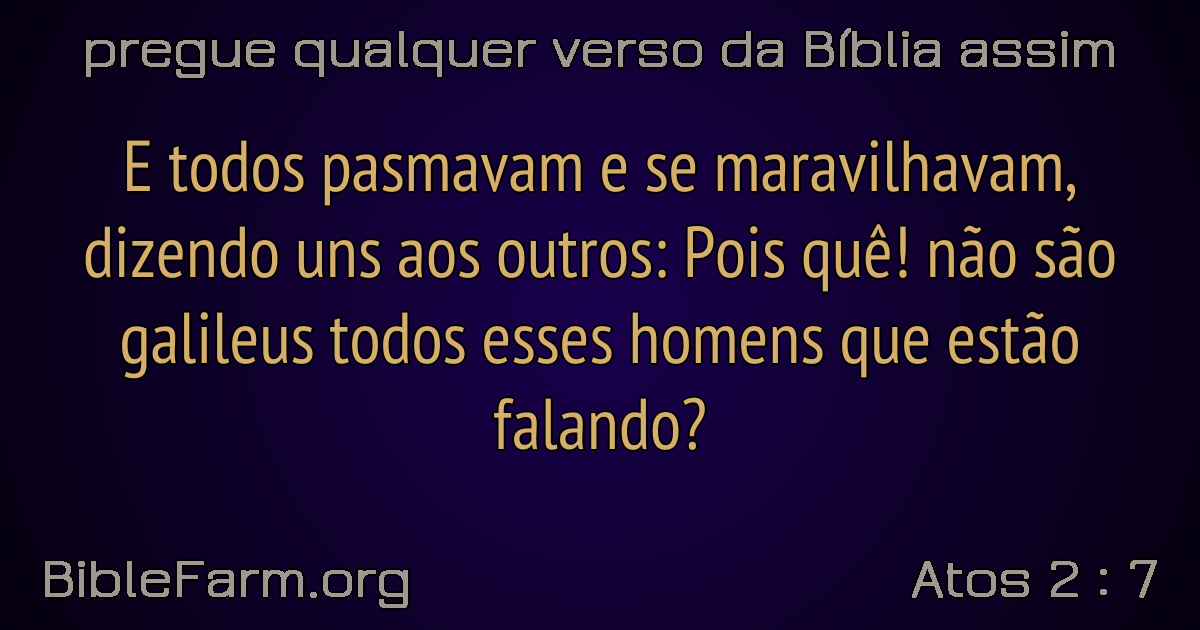 pregue qualquer verso da Bíblia assim
E todos pasmavam e se maravilhavam,
dizendo uns aos outros: Pois quê! não são
galileus todos esses homens que estão
falando?
BibleFarm.org
Atos 2 : 7